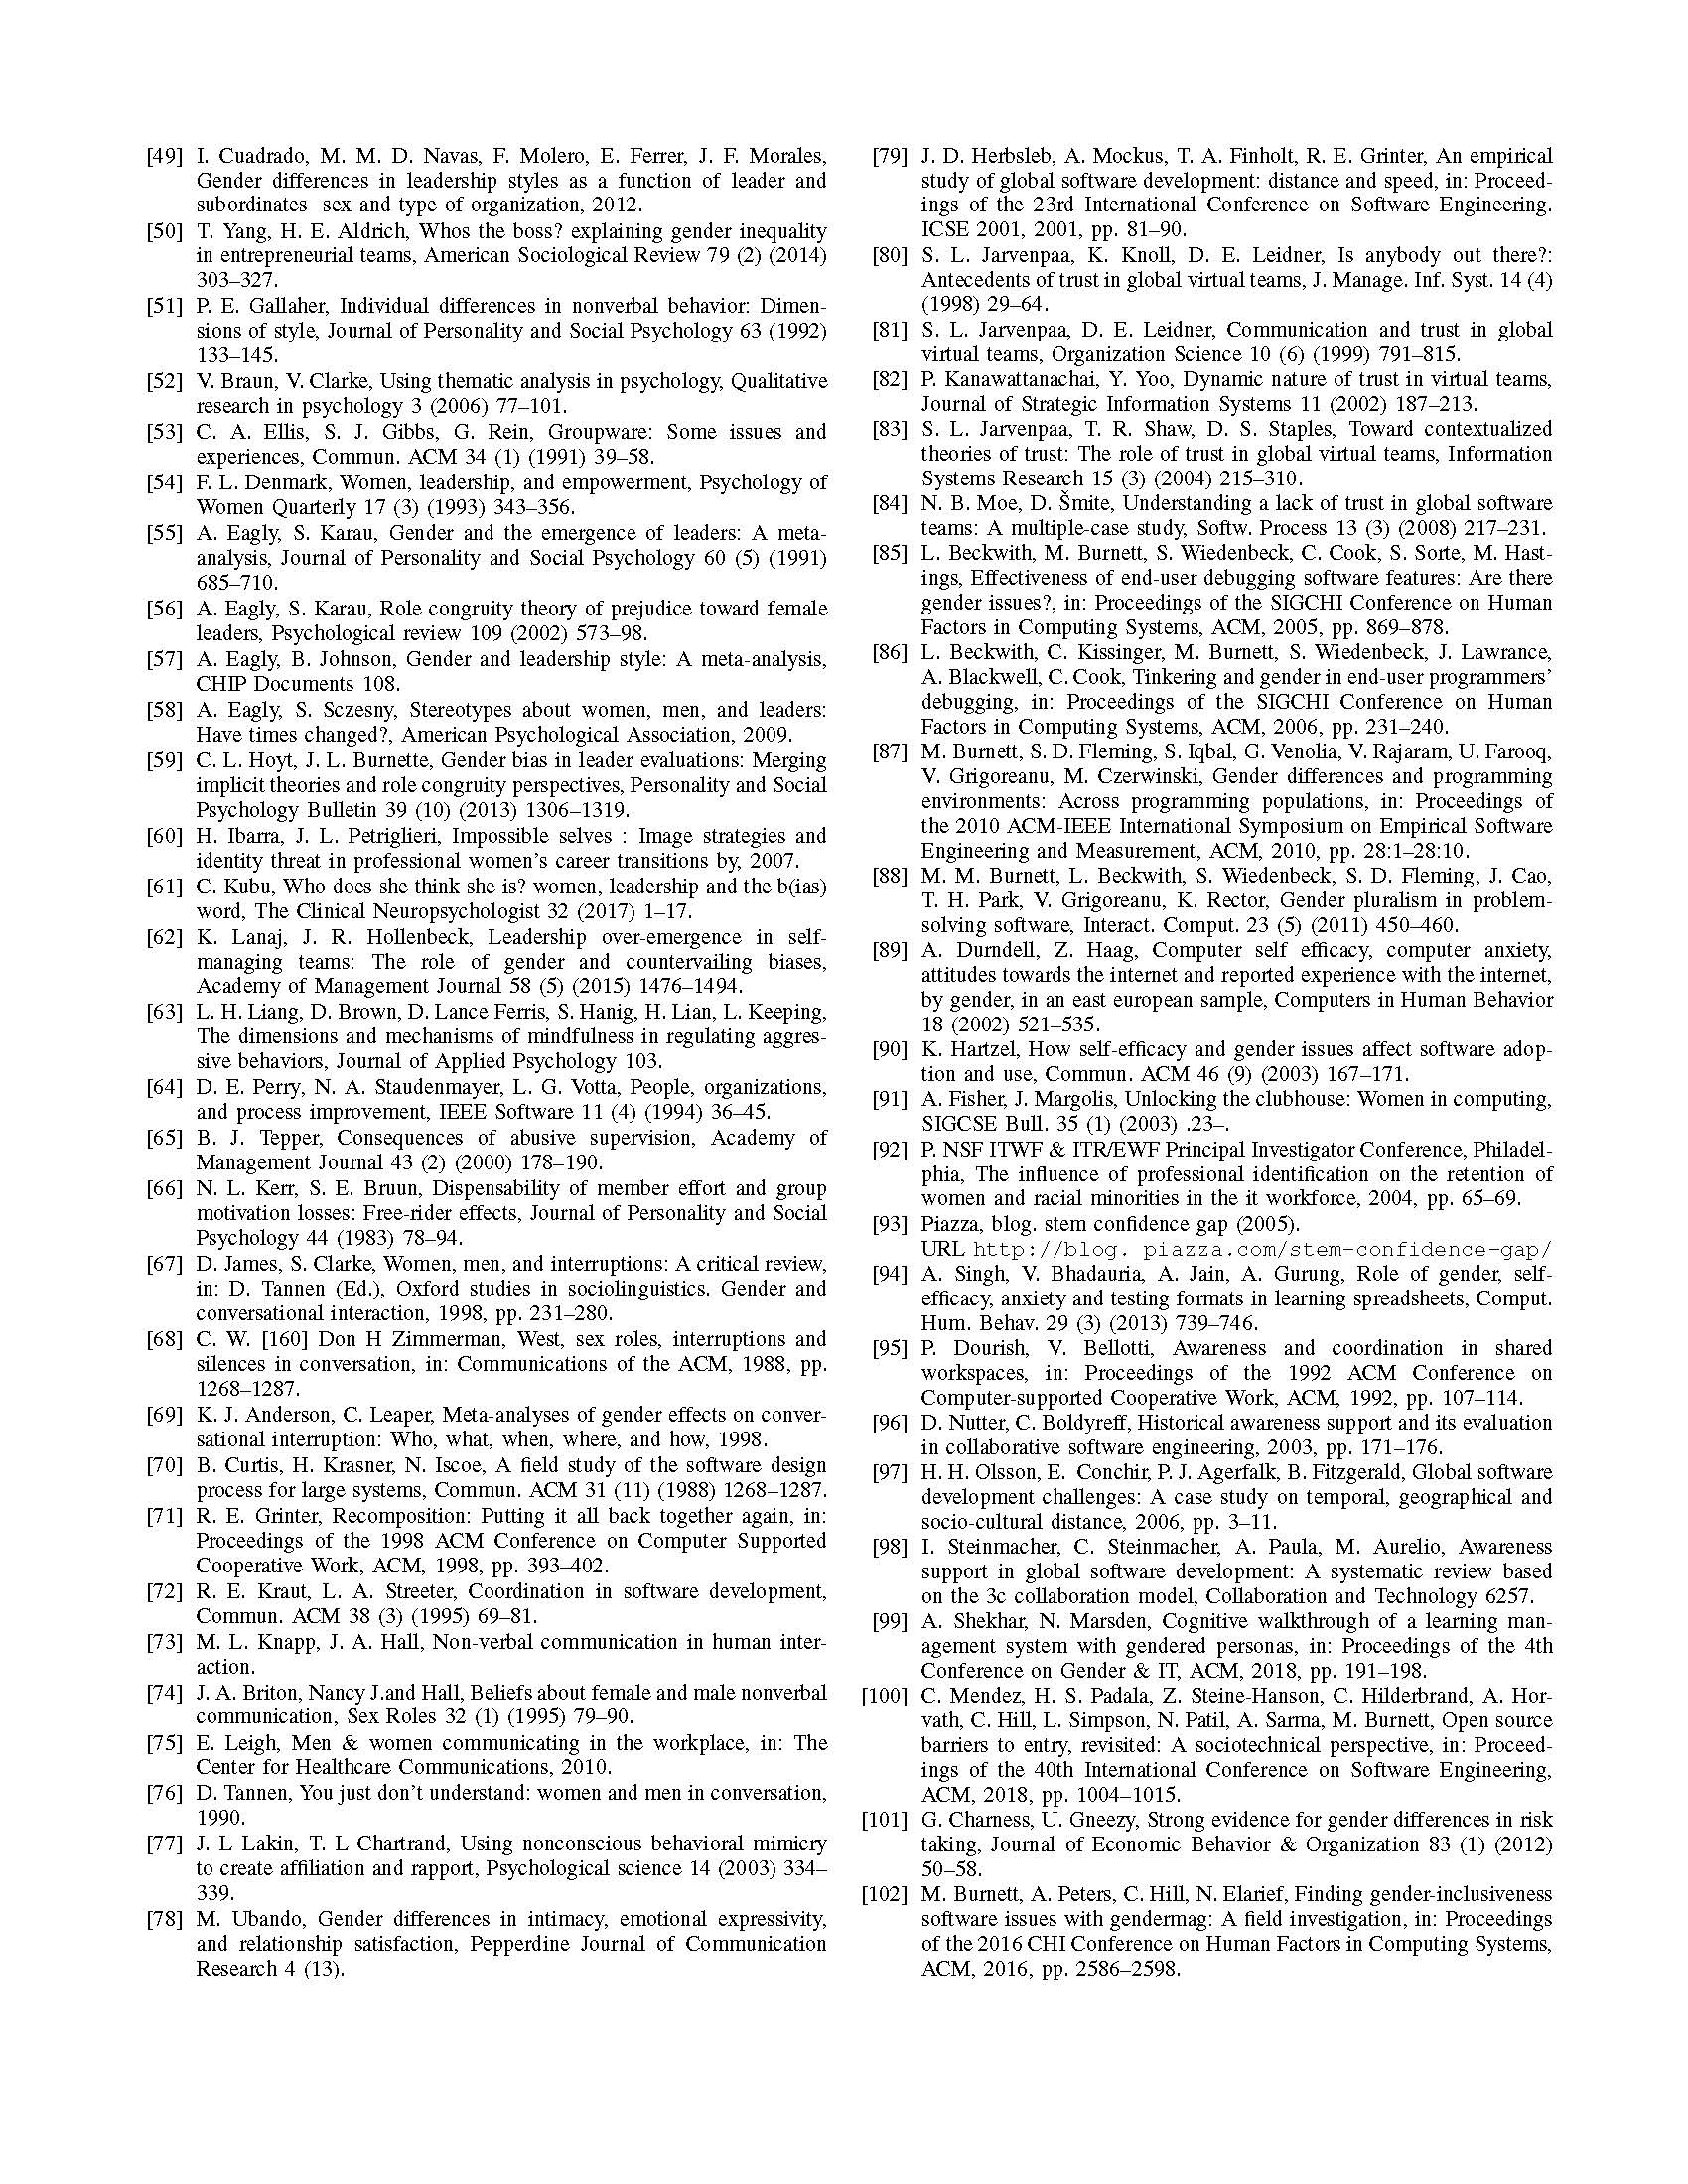 [49] I. Cuadrado, M. M. D. Navas, F. Molero, E. Ferrer, J. F. Morales,
Gender differences in leadership styles as a function of leader and
subordinates sex and type of organization, 2012.
[50] T. Yang, H. E. Aldrich, Whos the boss? explaining gender inequality
in entrepreneurial teams, American Sociological Review 79 (2) (2014)
303–327.
[51] P. E. Gallaher, Individual differences in nonverbal behavior: Dimen-
sions of style, Journal of Personality and Social Psychology 63 (1992)
133–145.
[52] V. Braun, V. Clarke, Using thematic analysis in psychology, Qualitative
research in psychology 3 (2006) 77–101.
[53] C. A. Ellis, S. J. Gibbs, G. Rein, Groupware: Some issues and
experiences, Commun. ACM 34 (1) (1991) 39–58.
[54] F. L. Denmark, Women, leadership, and empowerment, Psychology of
Women Quarterly 17 (3) (1993) 343–356.
[55] A. Eagly, S. Karau, Gender and the emergence of leaders: A meta-
analysis, Journal of Personality and Social Psychology 60 (5) (1991)
685–710.
[56] A. Eagly, S. Karau, Role congruity theory of prejudice toward female
leaders, Psychological review 109 (2002) 573–98.
[57] A. Eagly, B. Johnson, Gender and leadership style: A meta-analysis,
CHIP Documents 108.
[58] A. Eagly, S. Sczesny, Stereotypes about women, men, and leaders:
Have times changed?, American Psychological Association, 2009.
[59] C. L. Hoyt, J. L. Burnette, Gender bias in leader evaluations: Merging
implicit theories and role congruity perspectives, Personality and Social
Psychology Bulletin 39 (10) (2013) 1306–1319.
[60] H. Ibarra, J. L. Petriglieri, Impossible selves : Image strategies and
identity threat in professional women's career transitions by, 2007.
[61] C. Kubu, Who does she think she is? women, leadership and the b(ias)
word, The Clinical Neuropsychologist 32 (2017) 1–17.
[62] K. Lanaj, J. R. Hollenbeck, Leadership over-emergence in self-
managing teams: The role of gender and countervailing biases,
Academy of Management Journal 58 (5) (2015) 1476–1494.
[63] L. H. Liang, D. Brown, D. Lance Ferris, S. Hanig, H. Lian, L. Keeping,
The dimensions and mechanisms of mindfulness in regulating aggres-
sive behaviors, Journal of Applied Psychology 103.
[64] D. E. Perry, N. A. Staudenmayer, L. G. Votta, People, organizations,
and process improvement, IEEE Software 11 (4) (1994) 36–45.
[65] B. J. Tepper, Consequences of abusive supervision, Academy of
Management Journal 43 (2) (2000) 178–190.
[66] N. L. Kerr, S. E. Bruun, Dispensability of member effort and group
motivation losses: Free-rider effects, Journal of Personality and Social
Psychology 44 (1983) 78–94.
[67] D. James, S. Clarke, Women, men, and interruptions: A critical review,
in: D. Tannen (Ed.), Oxford studies in sociolinguistics. Gender and
conversational interaction, 1998, pp. 231–280.
[68] C. W. [160] Don H Zimmerman, West, sex roles, interruptions and
silences in conversation, in: Communications of the ACM, 1988, pp.
1268–1287.
[69] K. J. Anderson, C. Leaper, Meta-analyses of gender effects on conver-
sational interruption: Who, what, when, where, and how, 1998.
[70] B. Curtis, H. Krasner, N. Iscoe, A field study of the software design
process for large systems, Commun. ACM 31 (11) (1988) 1268–1287.
[71] R. E. Grinter, Recomposition: Putting it all back together again, in:
Proceedings of the 1998 ACM Conference on Computer Supported
Cooperative Work, ACM, 1998, pp. 393–402.
[72] R. E. Kraut, L. A. Streeter, Coordination in software development,
Commun. ACM 38 (3) (1995) 69–81.
[73] M. L. Knapp, J. A. Hall, Non-verbal communication in human inter-
action.
[74] J. A. Briton, Nancy J.and Hall, Beliefs about female and male nonverbal
communication, Sex Roles 32 (1) (1995) 79–90.
[75] E. Leigh, Men & women communicating in the workplace, in: The
Center for Healthcare Communications, 2010.
[76] D. Tannen, You just don't understand: women and men in conversation,
1990.
[77] J. L Lakin, T. L Chartrand, Using nonconscious behavioral mimicry
to create affiliation and rapport, Psychological science 14 (2003) 334–
339.
[78] M. Ubando, Gender differences in intimacy, emotional expressivity,
and relationship satisfaction, Pepperdine Journal of Communication
Research 4 (13).
[79] J. D. Herbsleb, A. Mockus, T. A. Finholt, R. E. Grinter, An empirical
study of global software development: distance and speed, in: Proceed-
ings of the 23rd International Conference on Software Engineering.
ICSE 2001, 2001, pp. 81–90.
[80] S. L. Jarvenpaa, K. Knoll, D. E. Leidner, Is anybody out there?:
Antecedents of trust in global virtual teams, J. Manage. Inf. Syst. 14 (4)
(1998) 29–64.
[81] S. L. Jarvenpaa, D. E. Leidner, Communication and trust in global
virtual teams, Organization Science 10 (6) (1999) 791–815.
[82] P. Kanawattanachai, Y. Yoo, Dynamic nature of trust in virtual teams,
Journal of Strategic Information Systems 11 (2002) 187–213.
[83] S. L. Jarvenpaa, T. R. Shaw, D. S. Staples, Toward contextualized
theories of trust: The role of trust in global virtual teams, Information
Systems Research 15 (3) (2004) 215–310.
[84] N. B. Moe, D. Šmite, Understanding a lack of trust in global software
teams: A multiple-case study, Softw. Process 13 (3) (2008) 217–231.
[85] L. Beckwith, M. Burnett, S. Wiedenbeck, C. Cook, S. Sorte, M. Hast-
ings, Effectiveness of end-user debugging software features: Are there
gender issues?, in: Proceedings of the SIGCHI Conference on Human
Factors in Computing Systems, ACM, 2005, pp. 869–878.
[86] L. Beckwith, C. Kissinger, M. Burnett, S. Wiedenbeck, J. Lawrance,
A. Blackwell, C. Cook, Tinkering and gender in end-user programmers'
debugging, in: Proceedings of the SIGCHI Conference on Human
Factors in Computing Systems, ACM, 2006, pp. 231–240.
[87] M. Burnett, S. D. Fleming, S. Iqbal, G. Venolia, V. Rajaram, U. Farooq,
V. Grigoreanu, M. Czerwinski, Gender differences and programming
environments: Across programming populations, in: Proceedings of
the 2010 ACM-IEEE International Symposium on Empirical Software
Engineering and Measurement, ACM, 2010, pp. 28:1–28:10.
[88] M. M. Burnett, L. Beckwith, S. Wiedenbeck, S. D. Fleming, J. Cao,
T. H. Park, V. Grigoreanu, K. Rector, Gender pluralism in problem-
solving software, Interact. Comput. 23 (5) (2011) 450–460.
[89] A. Durndell, Z. Haag, Computer self efficacy, computer anxiety,
attitudes towards the internet and reported experience with the internet,
by gender, in an east european sample, Computers in Human Behavior
18 (2002) 521–535.
[90] K. Hartzel, How self-efficacy and gender issues affect software adop-
tion and use, Commun. ACM 46 (9) (2003) 167–171.
[91] A. Fisher, J. Margolis, Unlocking the clubhouse: Women in computing,
SIGCSE Bull. 35 (1) (2003) .23–.
[92] P. NSF ITWF & ITR/EWF Principal Investigator Conference, Philadel-
phia, The influence of professional identification on the retention of
women and racial minorities in the it workforce, 2004, pp. 65–69.
[93] Piazza, blog. stem confidence gap (2005).
URL http://blog. piazza.com/stem-confidence-gap/
[94] A. Singh, V. Bhadauria, A. Jain, A. Gurung, Role of gender, self-
efficacy, anxiety and testing formats in learning spreadsheets, Comput.
Hum. Behav. 29 (3) (2013) 739–746.
[95] P. Dourish, V. Bellotti, Awareness and coordination in shared
workspaces, in: Proceedings of the 1992 ACM Conference on
Computer-supported Cooperative Work, ACM, 1992, pp. 107–114.
[96] D. Nutter, C. Boldyreff, Historical awareness support and its evaluation
in collaborative software engineering, 2003, pp. 171–176.
[97] H. H. Olsson, E. Conchir, P. J. Agerfalk, B. Fitzgerald, Global software
development challenges: A case study on temporal, geographical and
socio-cultural distance, 2006, pp. 3–11.
[98] I. Steinmacher, C. Steinmacher, A. Paula, M. Aurelio, Awareness
support in global software development: A systematic review based
on the 3c collaboration model, Collaboration and Technology 6257.
[99] A. Shekhar, N. Marsden, Cognitive walkthrough of a learning man-
agement system with gendered personas, in: Proceedings of the 4th
Conference on Gender & IT, ACM, 2018, pp. 191–198.
[100] C. Mendez, H. S. Padala, Z. Steine-Hanson, C. Hilderbrand, A. Hor-
vath, C. Hill, L. Simpson, N. Patil, A. Sarma, M. Burnett, Open source
barriers to entry, revisited: A sociotechnical perspective, in: Proceed-
ings of the 40th International Conference on Software Engineering,
ACM, 2018, pp. 1004–1015.
[101] G. Charness, U. Gneezy, Strong evidence for gender differences in risk
taking, Journal of Economic Behavior & Organization 83 (1) (2012)
50–58.
[102] M. Burnett, A. Peters, C. Hill, N. Elarief, Finding gender-inclusiveness
software issues with gendermag: A field investigation, in: Proceedings
of the 2016 CHI Conference on Human Factors in Computing Systems,
ACM, 2016, pp. 2586–2598.